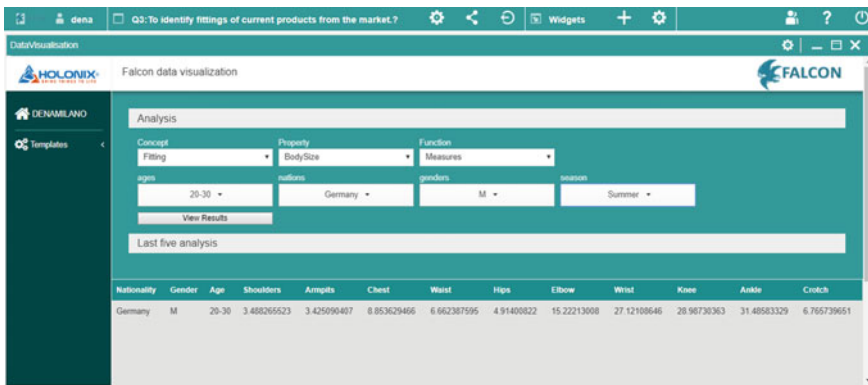 dena
Q3:To identify fittings of current products from the market.?
Widgets
DataVisualisation
HOLONIX
Falcon data visualization
FALCON
DENAMILANO
Templates
Analysis
Concept Property Function
Fitting BodySize Measures
ages nations genders season
20-30 Germany M Summer
View Results
Last five analysis
Nationality Gender Age Shoulders Armpits Chest Waist Hips Elbow Wrist Knee Ankle Crotch
Germany M 20-30 3.488265523 3.425090407 8.853629466 6.662387595 4.91400822 15.22213008 27.12108646 28.98730363 31.48583329 6.765739651